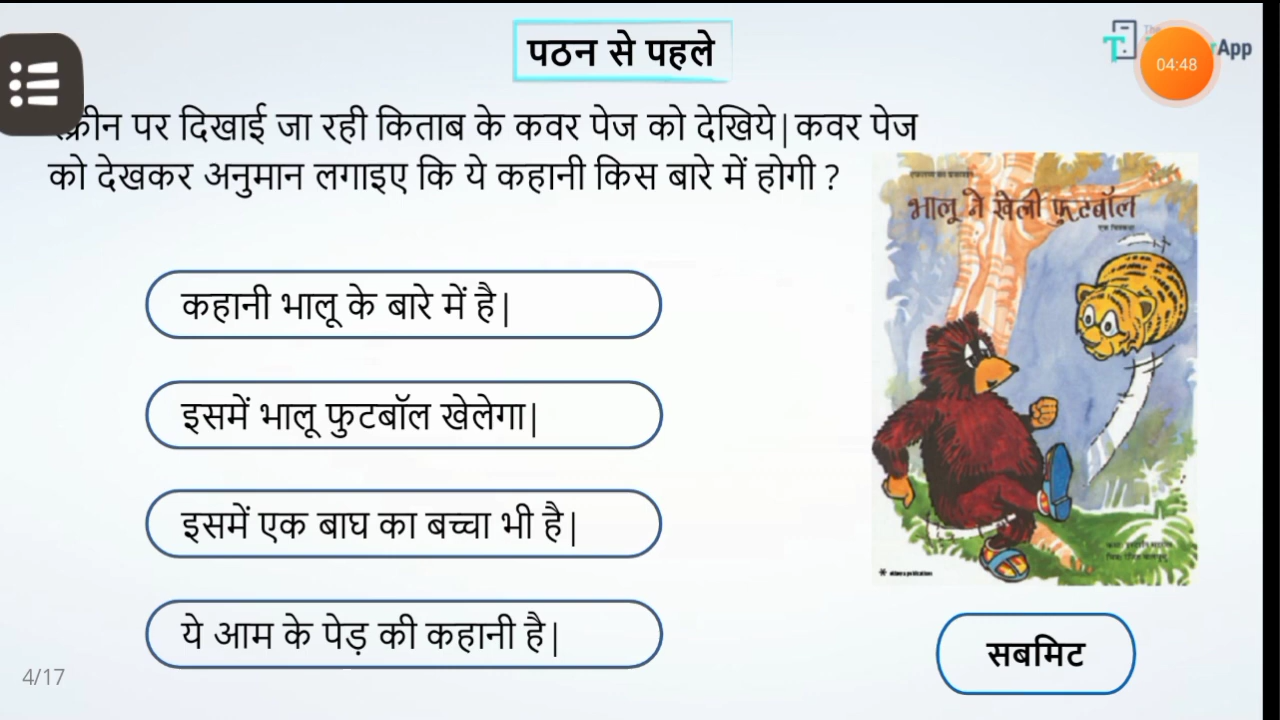 पठन से पहले
The
App
04:48
क्रीन पर दिखाई जा रही किताब के कवर पेज को देखिये|कवर पेज
को देखकर अनुमान लगाइए कि ये कहानी किस बारे में होगी ?
भालू ने खेली फुटबॉल
कहानी भालू के बारे में है|
इसमें भालू फुटबॉल खेलेगा|
इसमें एक बाघ का बच्चा भी है|
ये आम के पेड़ की कहानी है|
सबमिट
4/17